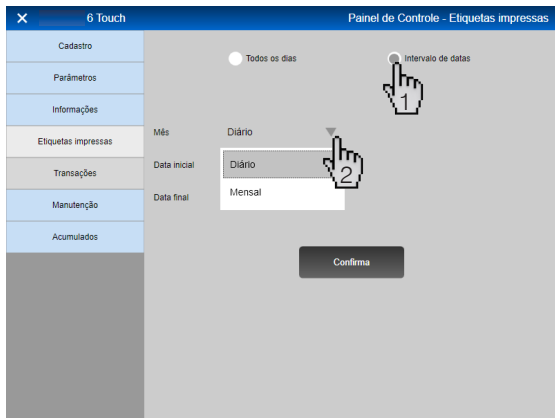 6 Touch
Painel de Controle - Etiquetas impressas
Cadastro
Parâmetros
Informações
Etiquetas impressas
Transações
Manutenção
Acumulados
Todos os dias
Intervalo de datas
1
Mês
Diário
Data inicial
Diário
2
Data final
Mensal
Confirma